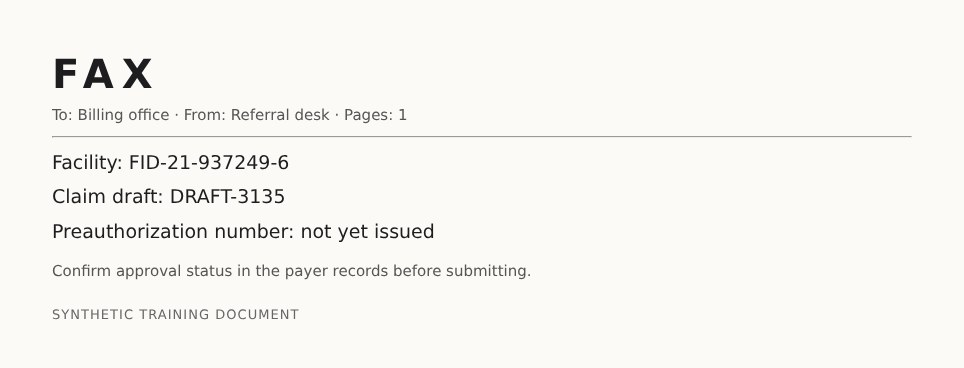 FAX
To: Billing office · From: Referral desk · Pages: 1
Facility: FID-21-937249-6
Claim draft: DRAFT-3135
Preauthorization number: not yet issued
Confirm approval status in the payer records before submitting.
SYNTHETIC TRAINING DOCUMENT